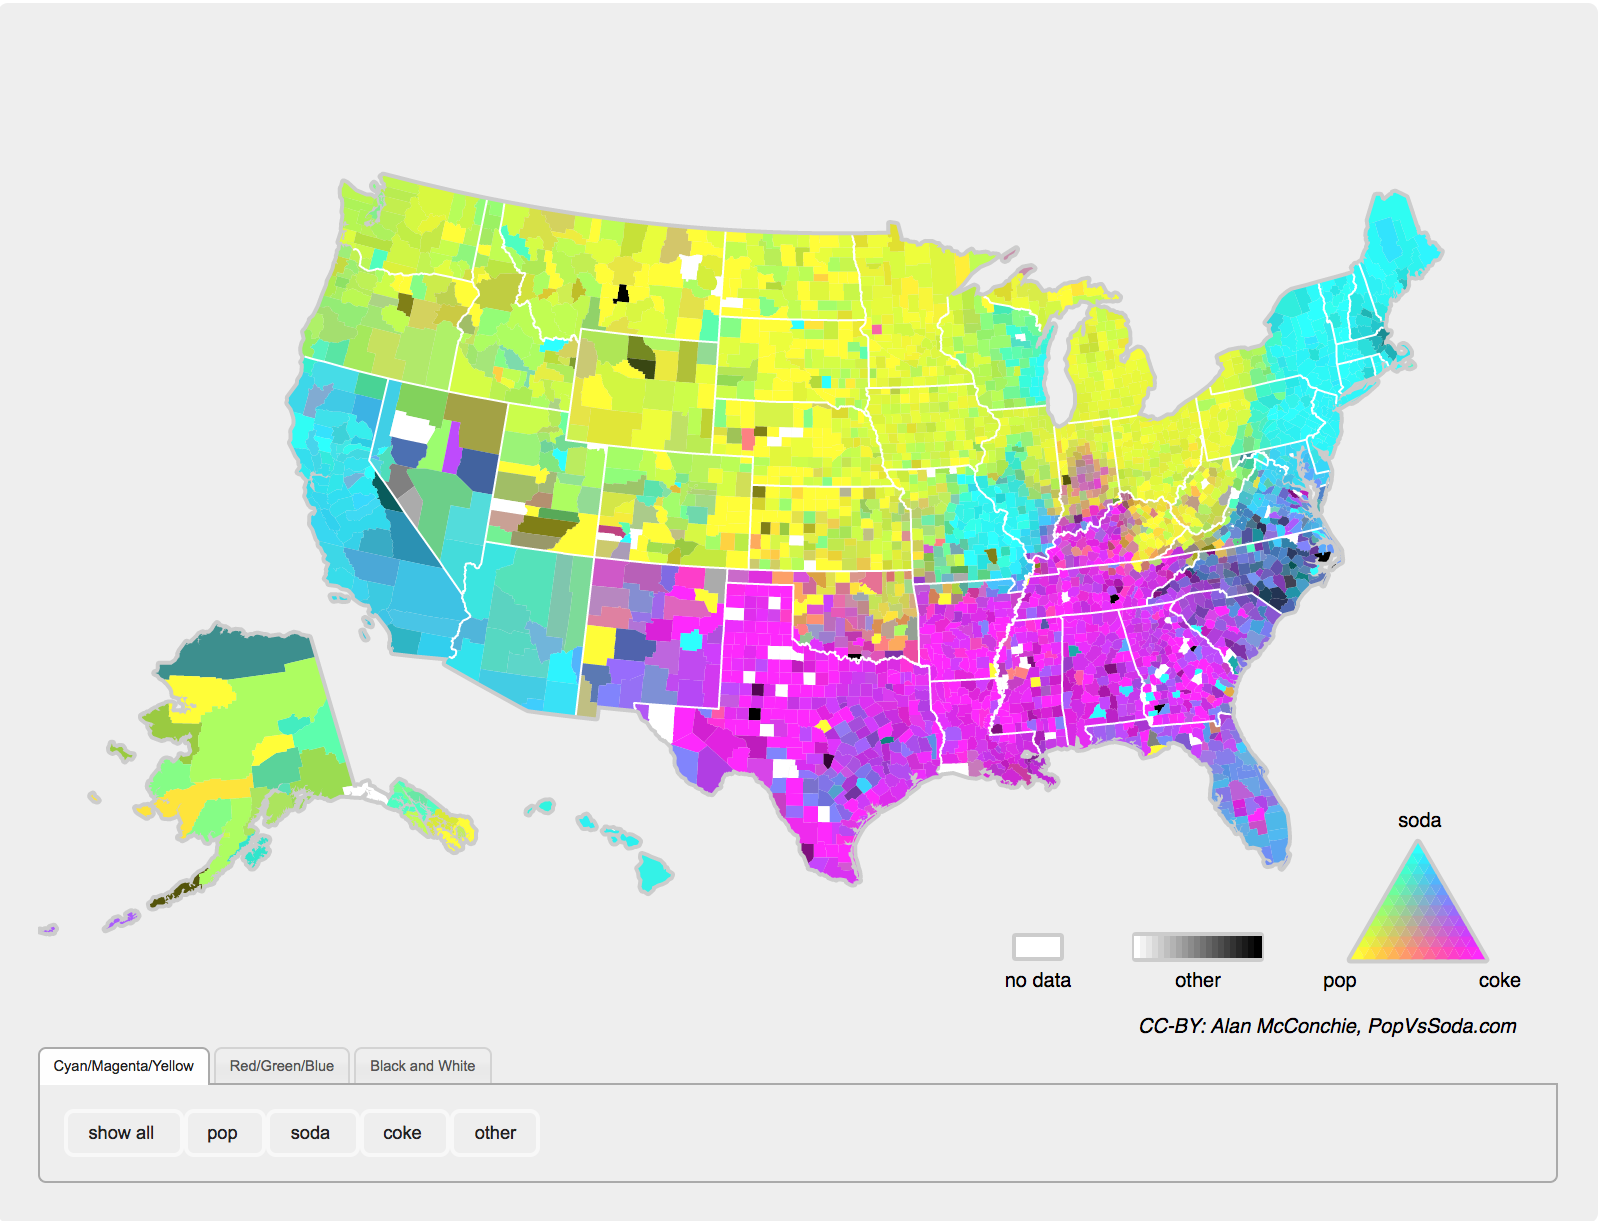 soda
pop
coke
no data
other
CC-BY: Alan McConchie, PopVsSoda.com
Cyan/Magenta/Yellow
Red/Green/Blue
Black and White
show all
pop
soda
coke
other